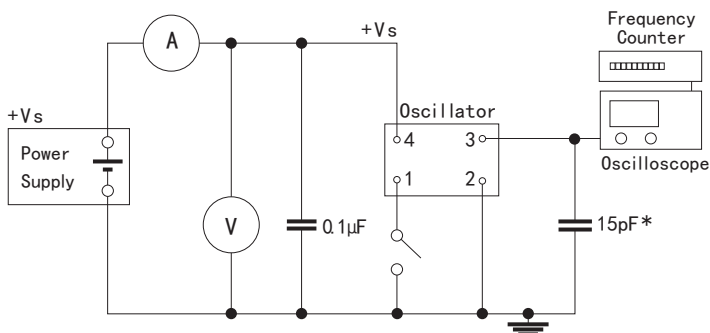 Frequency
Counter
A
+Vs
Oscillator
+Vs
4
3
Power
Supply
1
2
Oscilloscope
V
0.1μF
15pF*